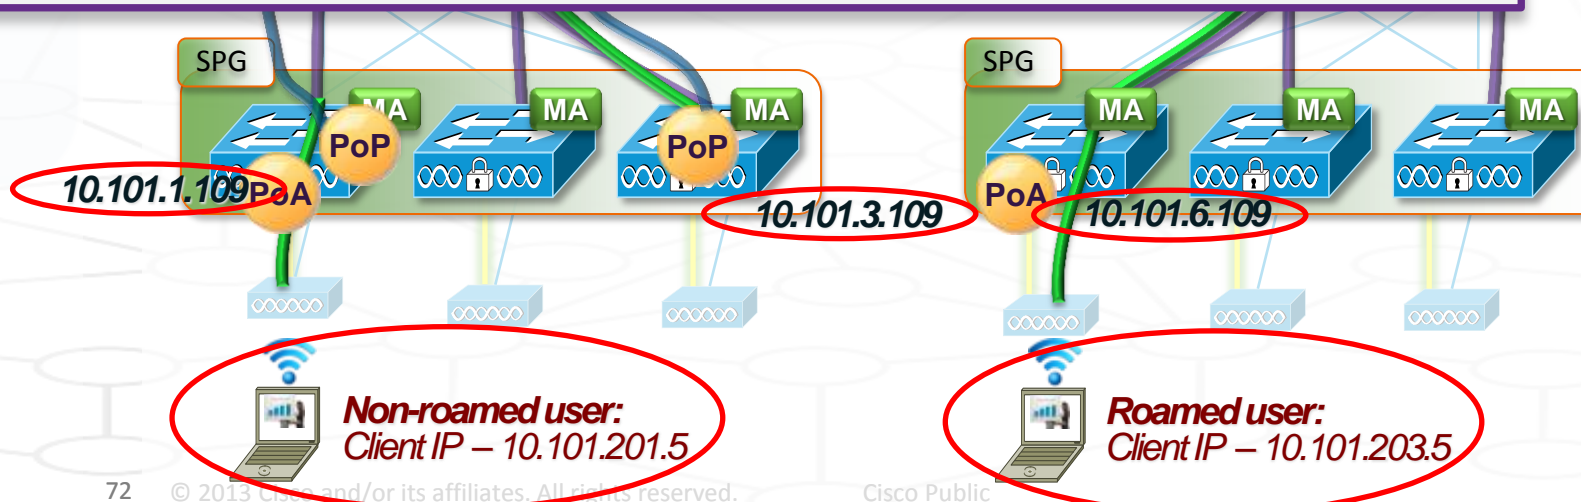 SPG
SPG
MA
MA
MA
MA
MA
MA
PoP
PoP
10.101.1.109
PoA
10.101.3.109
PoA
10.101.6.109
Non-roamed user:
Client IP – 10.101.201.5
Roamed user:
Client IP – 10.101.203.5
72 © 2013 Cisco and/or its affiliates. All rights reserved. Cisco Public